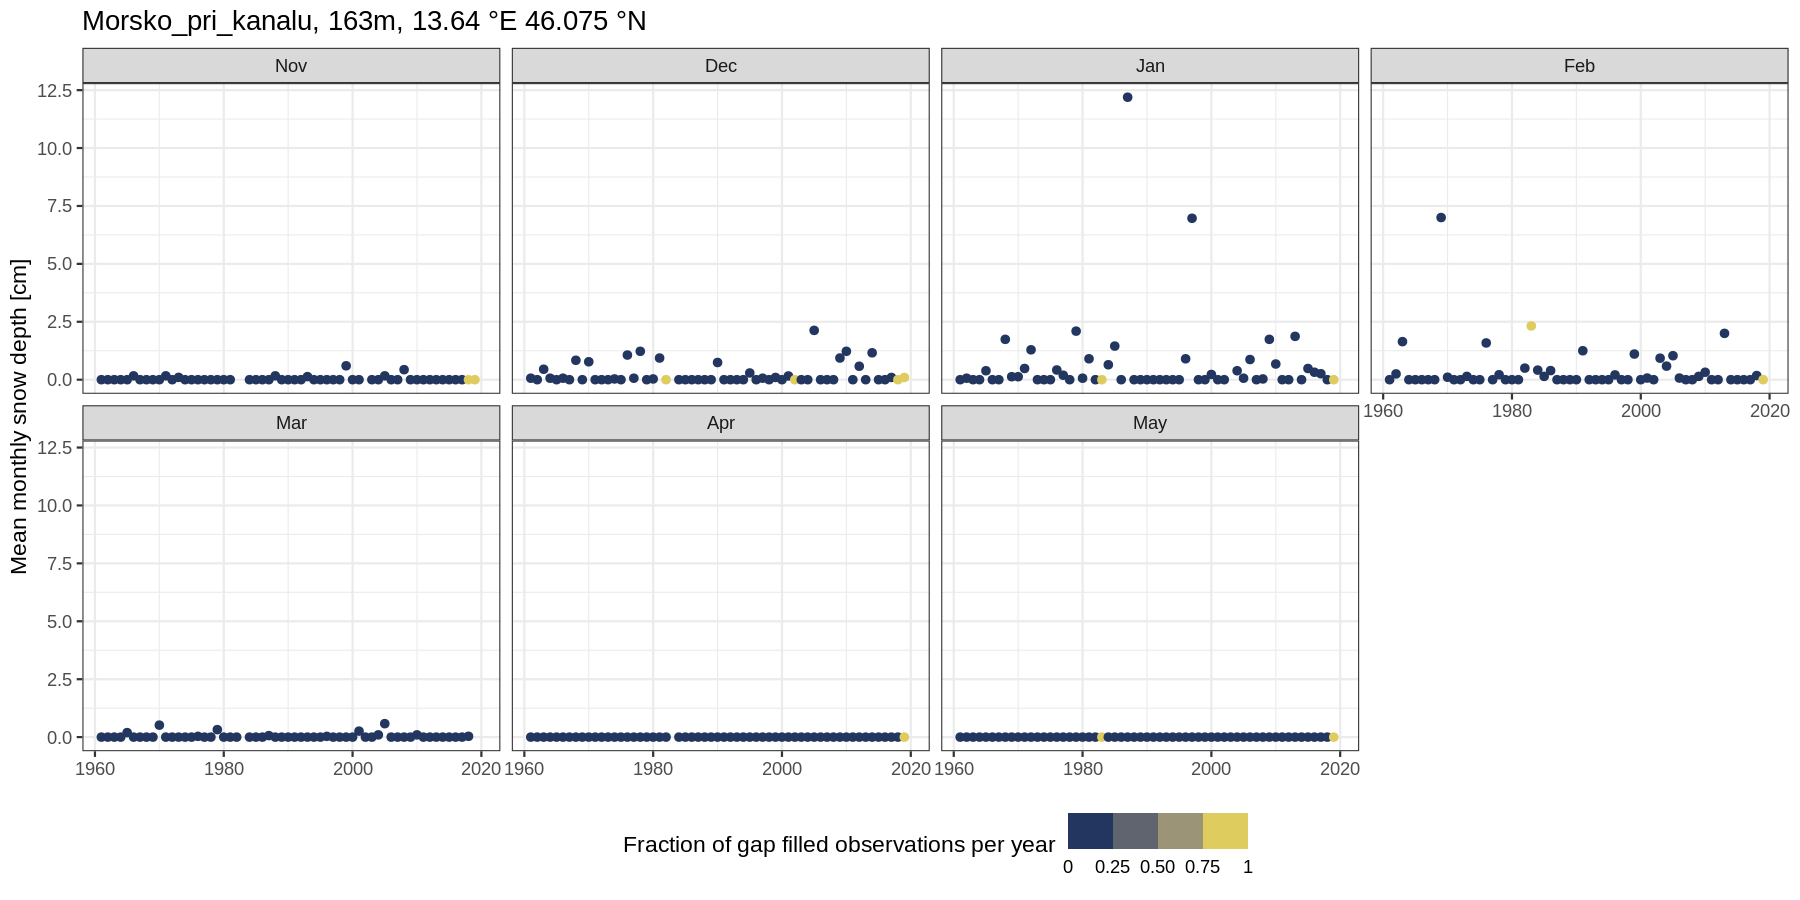 Morsko_pri_kanalu, 163m, 13.64 °E 46.075 °N
Nov Dec Jan Feb
12.5
10.0
7.5
5.0
2.5
0.0
1960 1980 2000 2020
Mean monthly snow depth [cm]
Mar Apr May
12.5
10.0
7.5
5.0
2.5
0.0
1960 1980 2000 2020 1960 1980 2000 2020 1960 1980 2000 2020
Fraction of gap filled observations per year
0 0.25 0.50 0.75 1